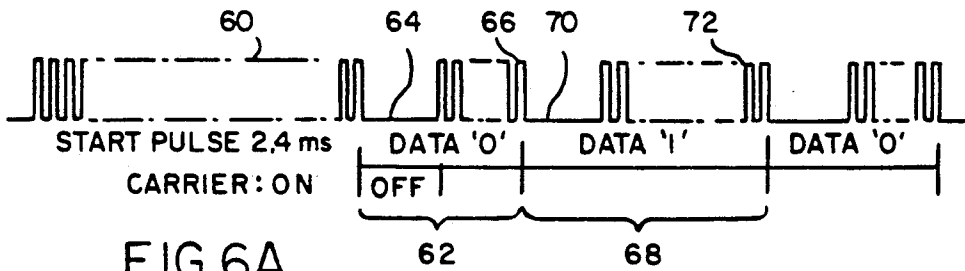 60 64 66 70 72
START PULSE 2,4 ms DATA '0' DATA '1' DATA '0'
CARRIER: ON OFF
62 68
FIG.6A